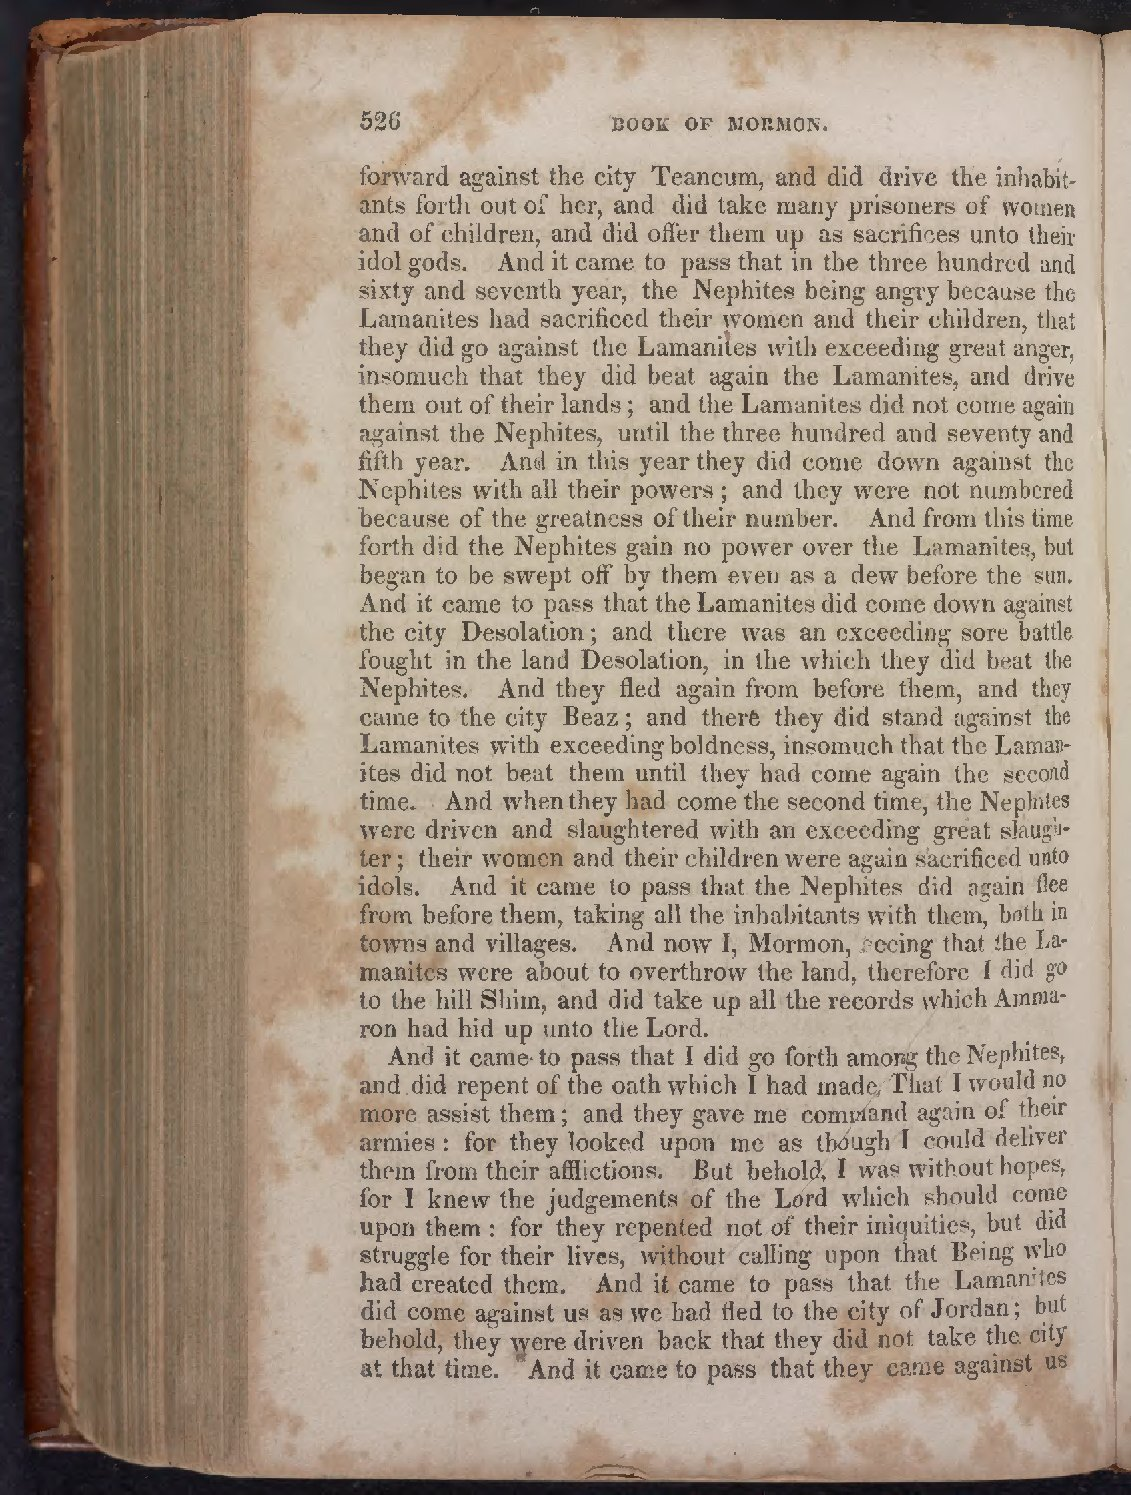 526 BOOK OF MORMON.
forward against the city Teancum, and did drive the inhabit-
ants forth out of her, and did take many prisoners of women
and of children, and did offer them up as sacrifices unto their
idol gods. And it came to pass that in the three hundred and
sixty and seventh year, the Nephites being angry because the
Lamanites had sacrificed their women and their children, that
they did go against the Lamanites with exceeding great anger,
insomuch that they did beat again the Lamanites, and drive
them out of their lands; and the Lamanites did not come again
against the Nephites, until the three hundred and seventy and
fifth year. And in this year they did come down against the
Nephites with all their powers; and they were not numbered
because of the greatness of their number. And from this time
forth did the Nephites gain no power over the Lamanites, but
began to be swept off by them even as a dew before the sun.
And it came to pass that the Lamanites did come down against
the city Desolation; and there was an exceeding sore battle
fought in the land Desolation, in the which they did beat the
Nephites. And they fled again from before them, and they
came to the city Beaz; and there they did stand against the
Lamanites with exceeding boldness, insomuch that the Laman-
ites did not beat them until they had come again the second
time. And when they had come the second time, the Nephites
were driven and slaughtered with an exceeding great slaugh-
ter; their women and their children were again sacrificed unto
idols. And it came to pass that the Nephites did again flee
from before them, taking all the inhabitants with them, both in
towns and villages. And now I, Mormon, seeing that the La-
manites were about to overthrow the land, therefore I did go
to the hill Shim, and did take up all the records which Amma-
ron had hid up unto the Lord.
And it came to pass that I did go forth among the Nephites,
and did repent of the oath which I had made, That I would no
more assist them; and they gave me command again of their
armies: for they looked upon me as though I could deliver
them from their afflictions. But behold, I was without hopes,
for I knew the judgements of the Lord which should come
upon them: for they repented not of their iniquities, but did
struggle for their lives, without calling upon that Being who
had created them. And it came to pass that the Lamanites
did come against us as we had fled to the city of Jordan; but
behold, they were driven back that they did not take the city
at that time. And it came to pass that they came against us